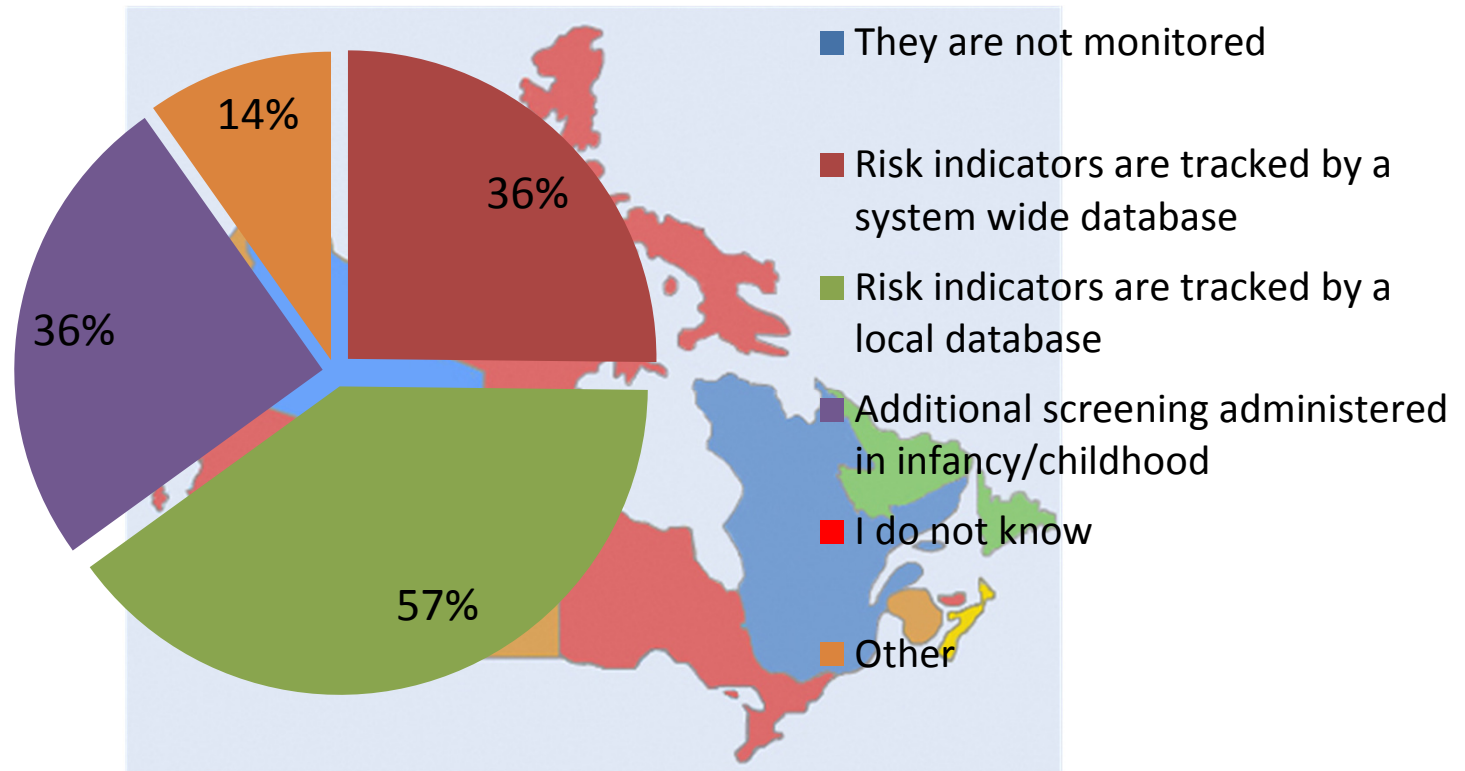 They are not monitored
Risk indicators are tracked by a
system wide database
Risk indicators are tracked by a
local database
Additional screening administered
in infancy/childhood
I do not know
Other
14%
36%
36%
57%